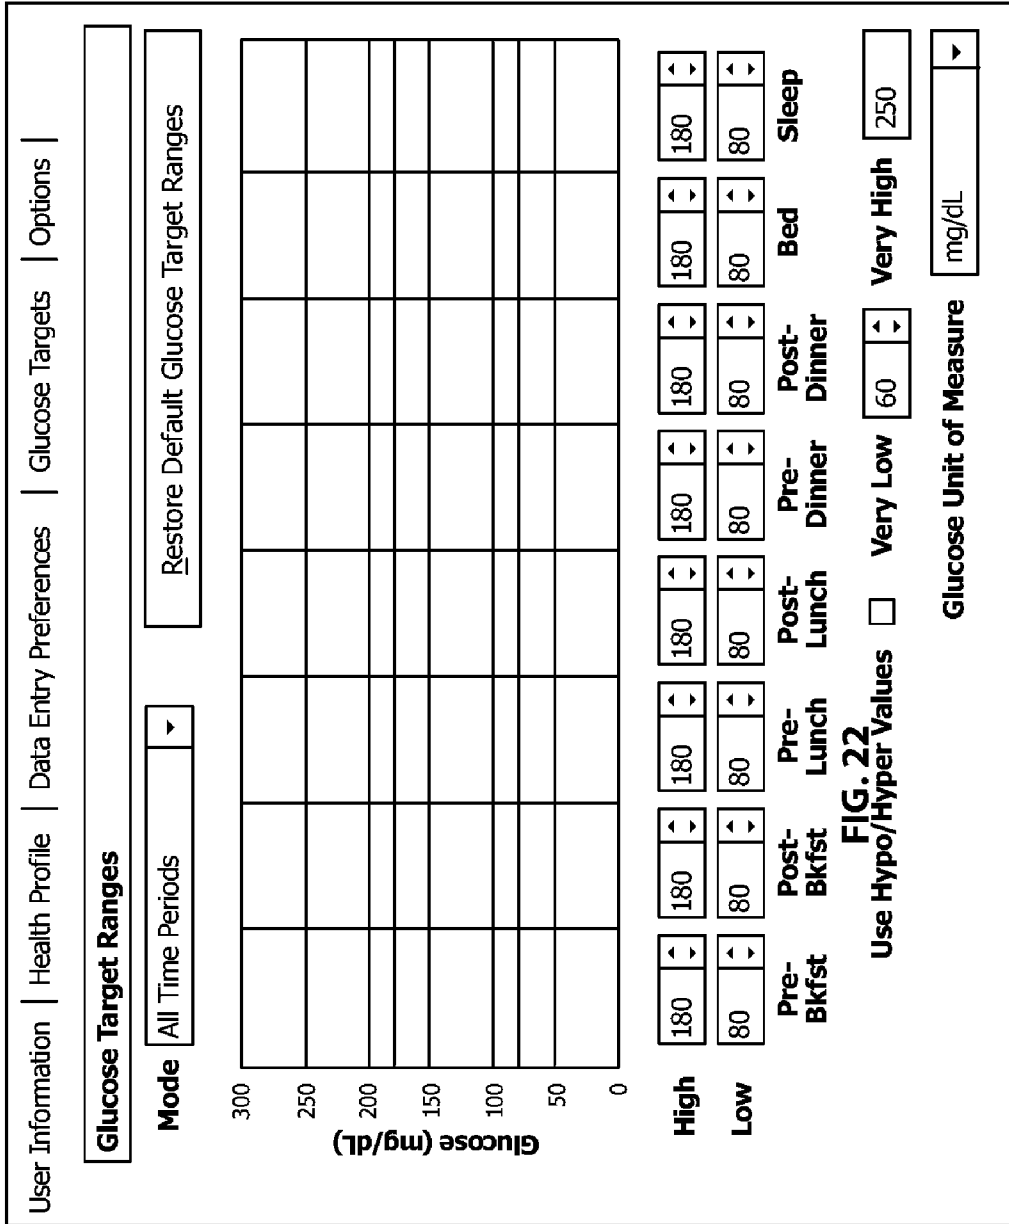 User Information | Health Profile | Data Entry Preferences | Glucose Targets | Options |
Glucose Target Ranges
Mode All Time Periods Restore Default Glucose Target Ranges
Glucose (mg/dL)
300
250
200
150
100
50
0
High 180 180 180 180 180 180 180 180
Low 80 80 80 80 80 80 80 80
Pre- Post- Pre- Post- Pre- Post- Bed Sleep
Bkfst Bkfst Lunch Lunch Dinner Dinner
FIG. 22
Use Hypo/Hyper Values Very Low 60 Very High 250
Glucose Unit of Measure mg/dL